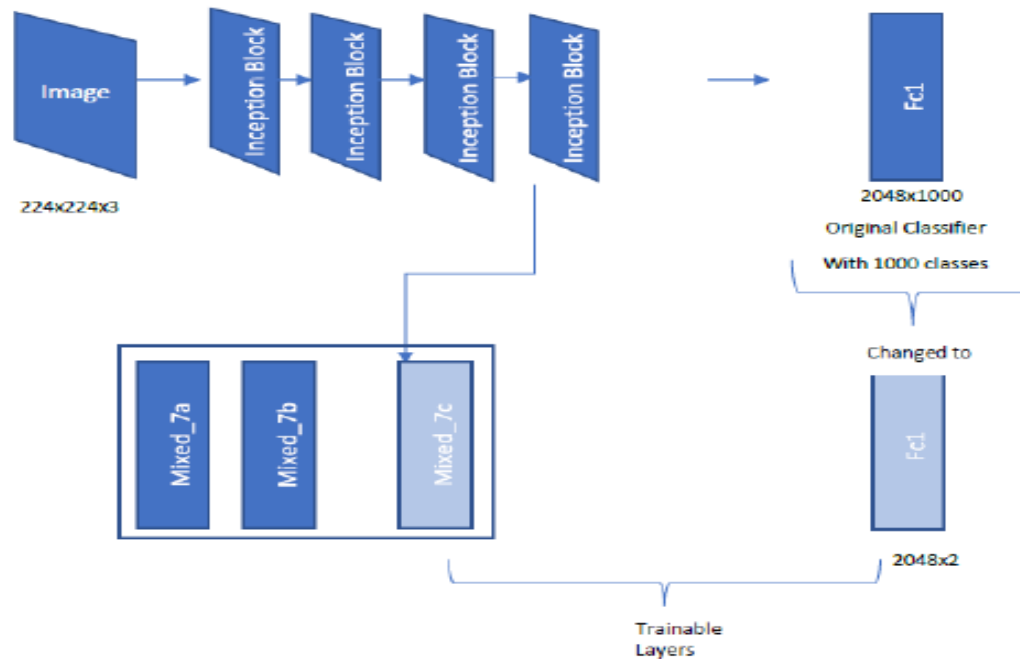 Image
Inception Block
Inception Block
Inception Block
Inception Block
Fc1
224x224x3
2048x1000
Original Classifier
With 1000 classes
Changed to
Mixed_7a
Mixed_7b
Mixed_7c
Fc1
2048x2
Trainable
Layers